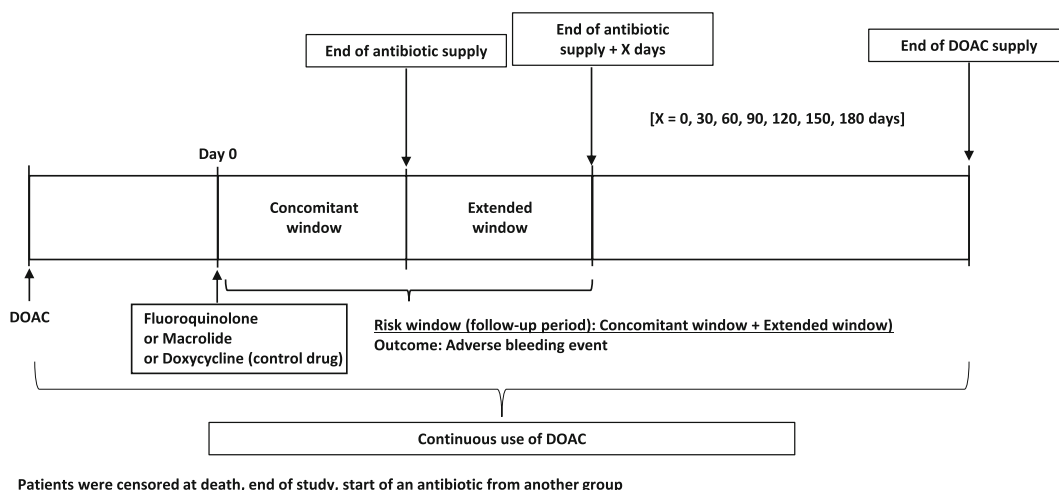 End of antibiotic supply
End of antibiotic
supply + X days
End of DOAC supply
[X = 0, 30, 60, 90, 120, 150, 180 days]
Day 0
Concomitant
window
Extended
window
DOAC
Fluoroquinolone
or Macrolide
or Doxycycline (control drug)
Risk window (follow-up period): Concomitant window + Extended window)
Outcome: Adverse bleeding event
Continuous use of DOAC
Patients were censored at death, end of study, start of an antibiotic from another group